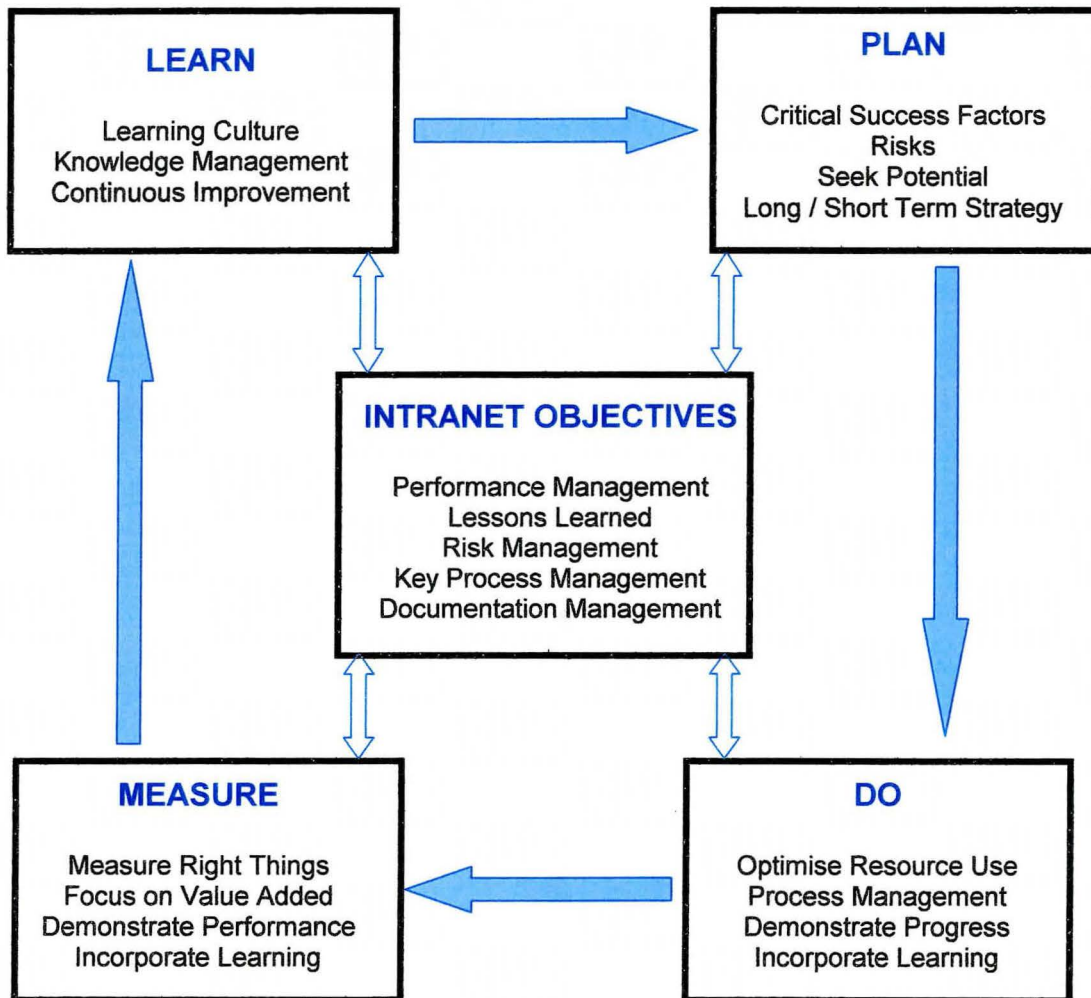 LEARN
Learning Culture
Knowledge Management
Continuous Improvement
PLAN
Critical Success Factors
Risks
Seek Potential
Long / Short Term Strategy
INTRANET OBJECTIVES
Performance Management
Lessons Learned
Risk Management
Key Process Management
Documentation Management
MEASURE
Measure Right Things
Focus on Value Added
Demonstrate Performance
Incorporate Learning
DO
Optimise Resource Use
Process Management
Demonstrate Progress
Incorporate Learning